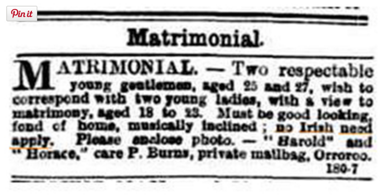 Pin it
Matrimonial.
MATRIMONIAL. — Two respectable
young gentlemen, aged 25 and 27, wish to
correspond with two young ladies, with a view to
matrimony, aged 18 to 23. Must be good looking,
fond of home, musically inclined ; no Irish need
apply. Please enclose photo. — "Harold" and
"Horace," care P. Burns, private mailbag, Orroroo.
180-7